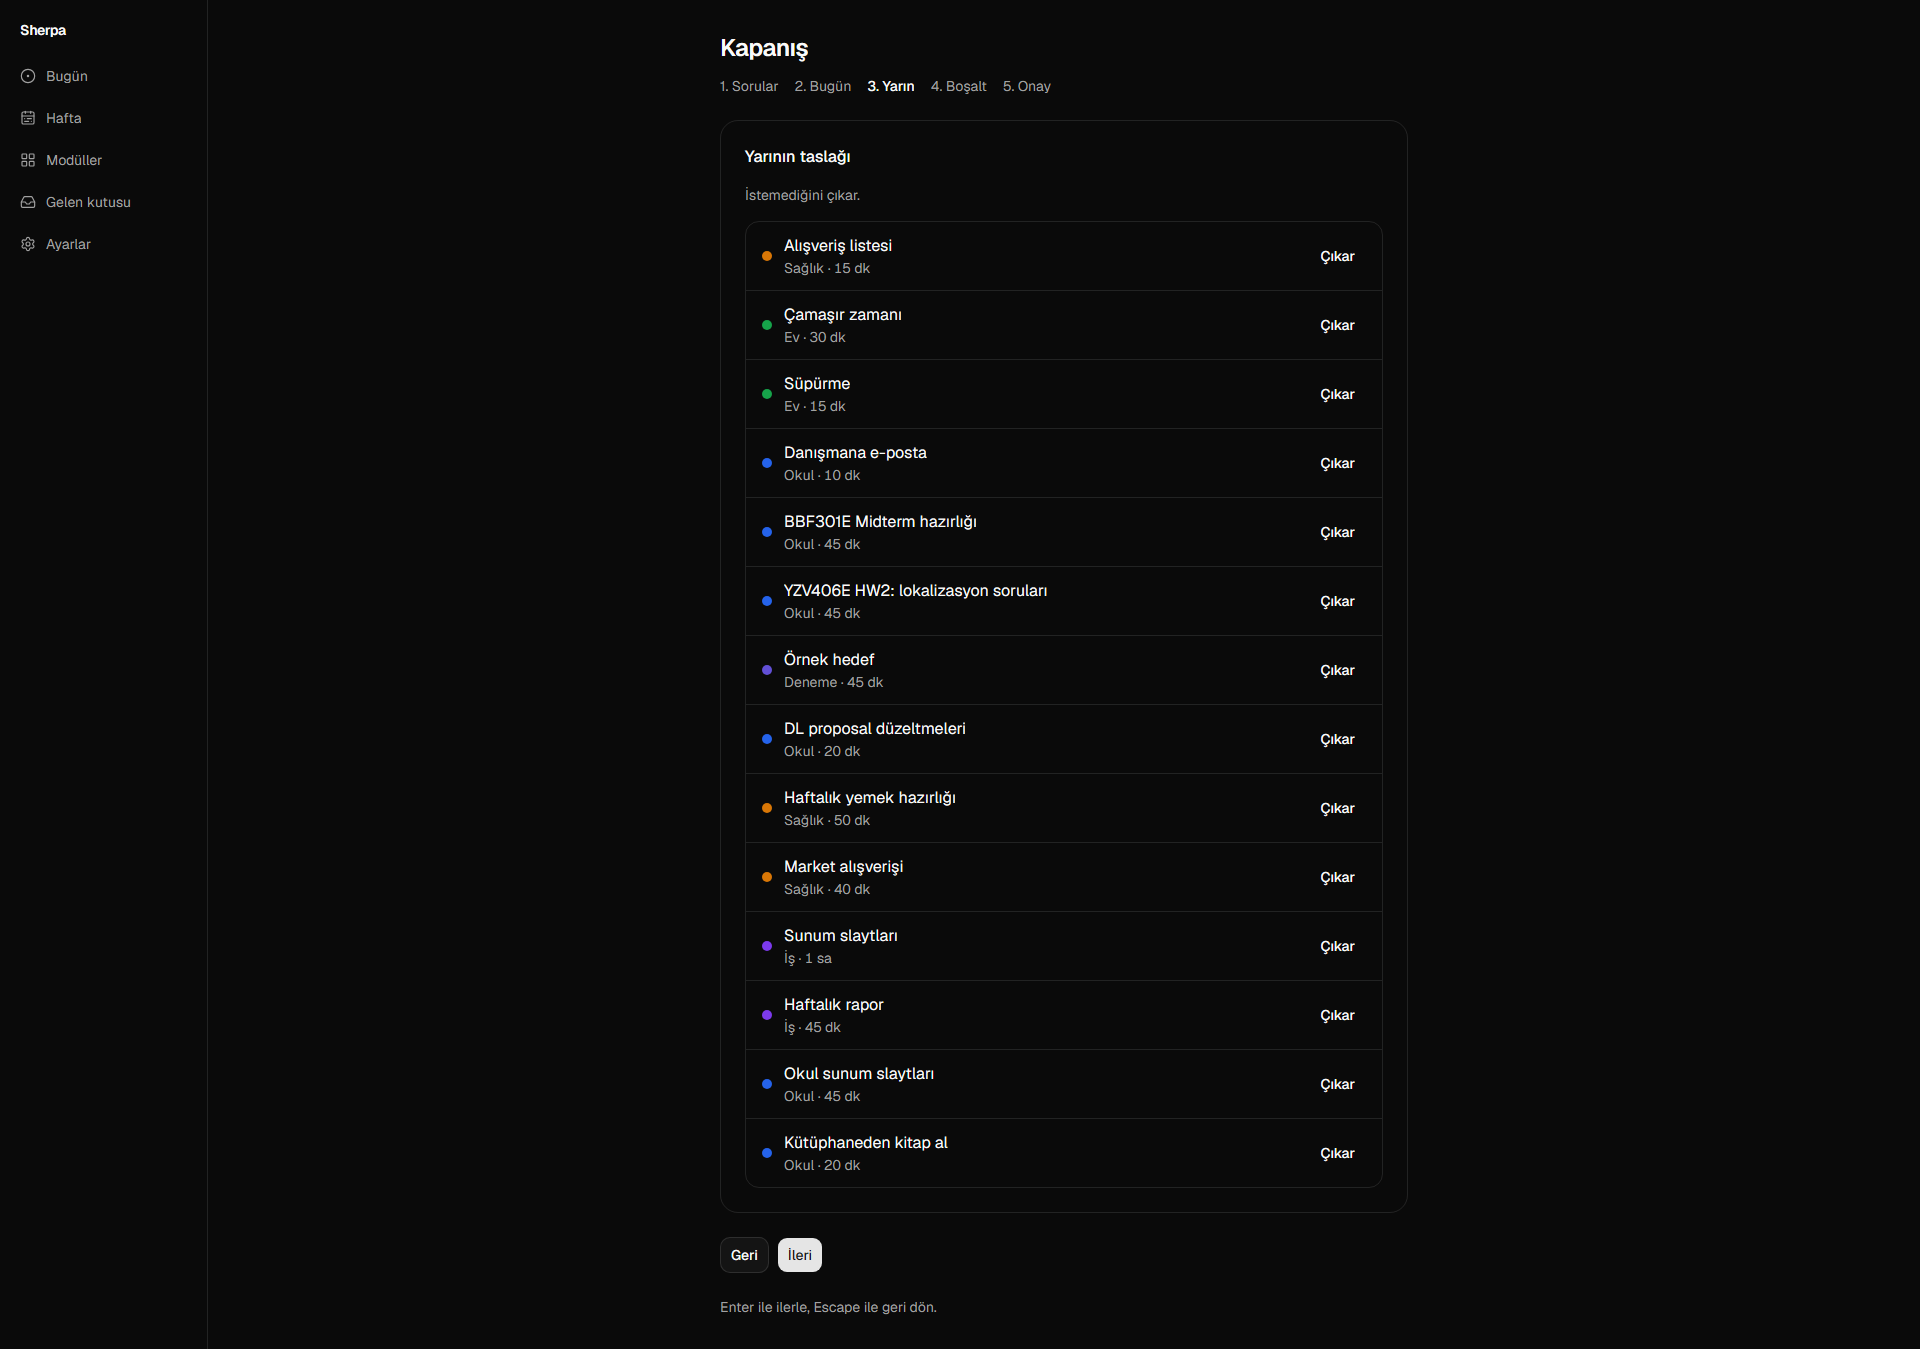 Sherpa
Bugün
Hafta
Modüller
Gelen kutusu
Ayarlar
Kapanış
1. Sorular 2. Bugün 3. Yarın 4. Boşalt 5. Onay
Yarının taslağı
İstemediğini çıkar.
Alışveriş listesi
Sağlık · 15 dk
Çıkar
Çamaşır zamanı
Ev · 30 dk
Çıkar
Süpürme
Ev · 15 dk
Çıkar
Danışmana e-posta
Okul · 10 dk
Çıkar
BBF301E Midterm hazırlığı
Okul · 45 dk
Çıkar
YZV406E HW2: lokalizasyon soruları
Okul · 45 dk
Çıkar
Örnek hedef
Deneme · 45 dk
Çıkar
DL proposal düzeltmeleri
Okul · 20 dk
Çıkar
Haftalık yemek hazırlığı
Sağlık · 50 dk
Çıkar
Market alışverişi
Sağlık · 40 dk
Çıkar
Sunum slaytları
İş · 1 sa
Çıkar
Haftalık rapor
İş · 45 dk
Çıkar
Okul sunum slaytları
Okul · 45 dk
Çıkar
Kütüphaneden kitap al
Okul · 20 dk
Çıkar
Geri İleri
Enter ile ilerle, Escape ile geri dön.